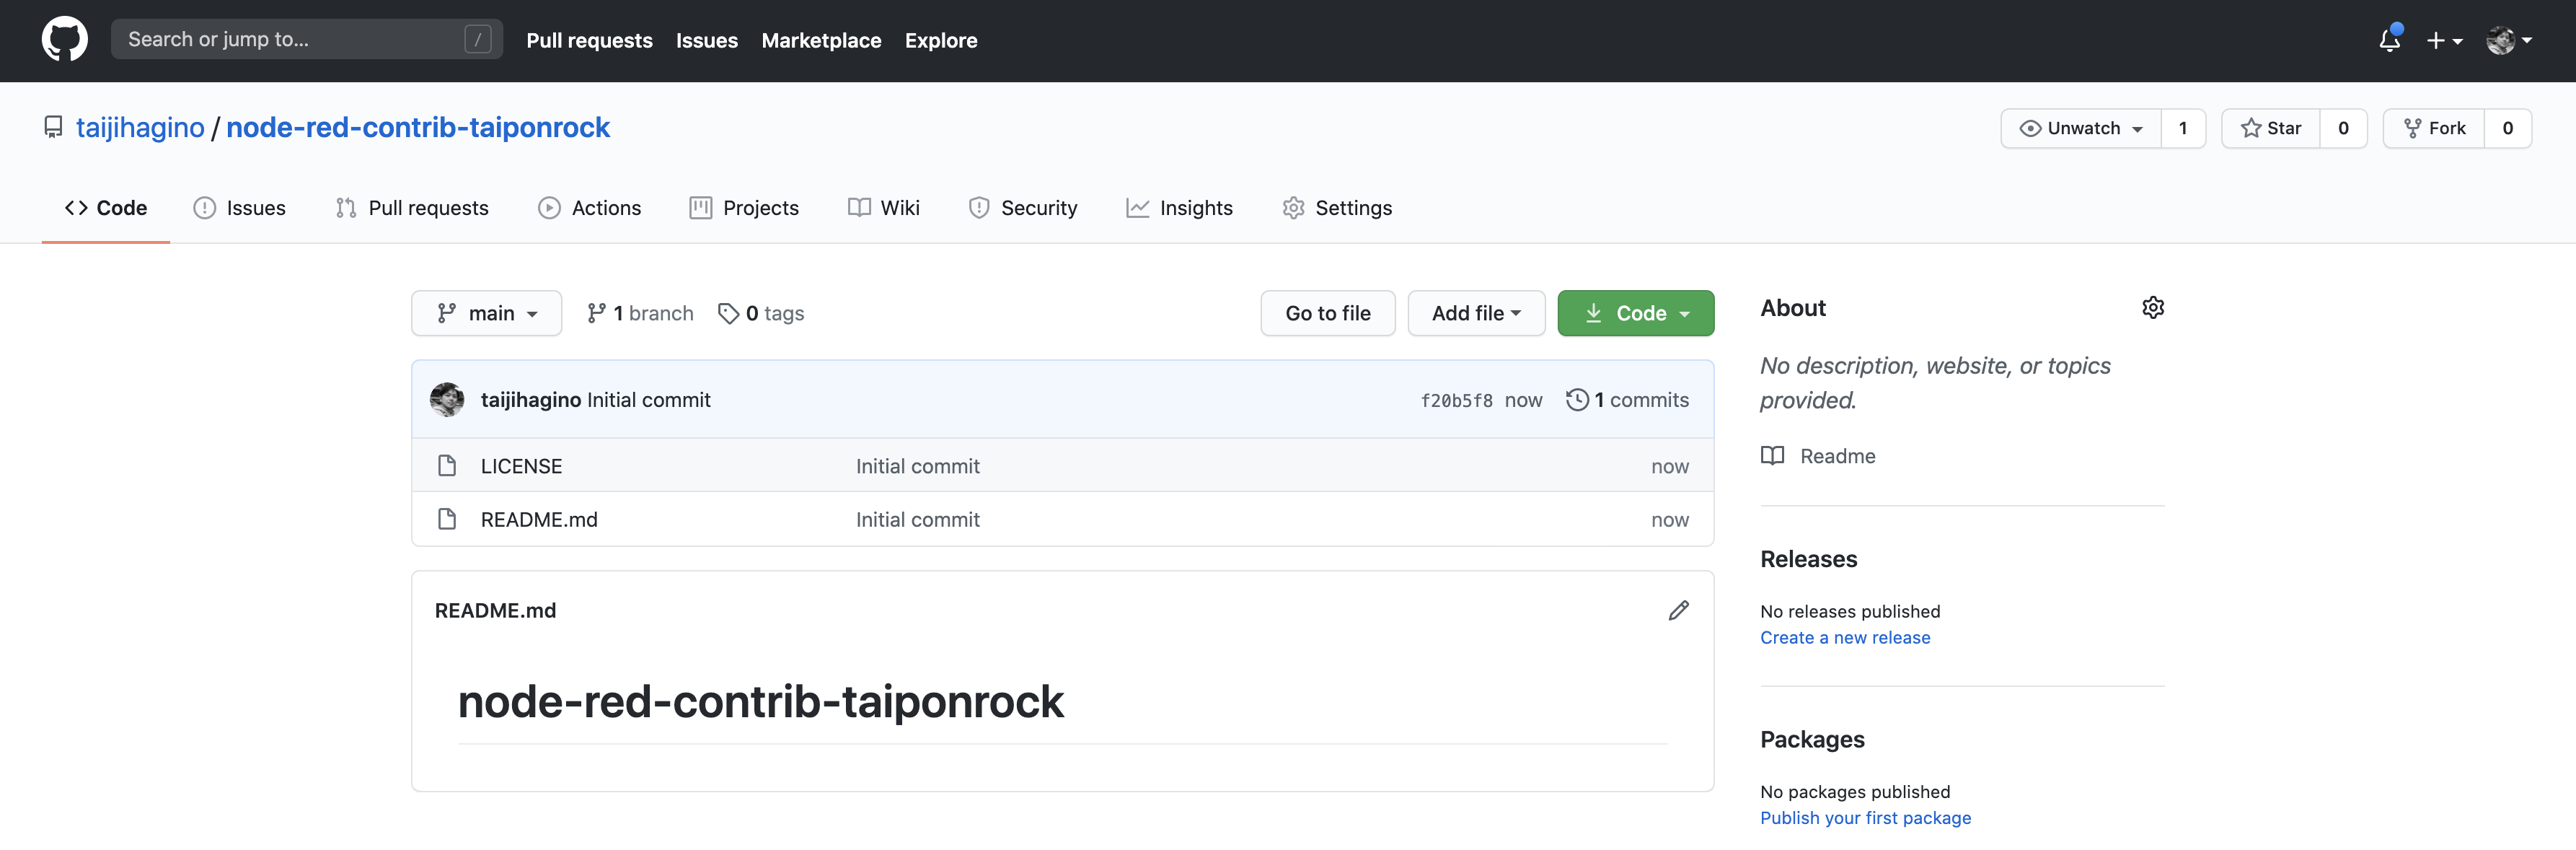 Search or jump to... / Pull requests Issues Marketplace Explore
taijihagino / node-red-contrib-taiponrock Unwatch 1 Star 0 Fork 0
Code Issues Pull requests Actions Projects Wiki Security Insights Settings
main 1 branch 0 tags Go to file Add file Code
taijihagino Initial commit f20b5f8 now 1 commits
LICENSE Initial commit now
README.md Initial commit now
README.md
node-red-contrib-taiponrock
About
No description, website, or topics
provided.
Readme
Releases
No releases published
Create a new release
Packages
No packages published
Publish your first package